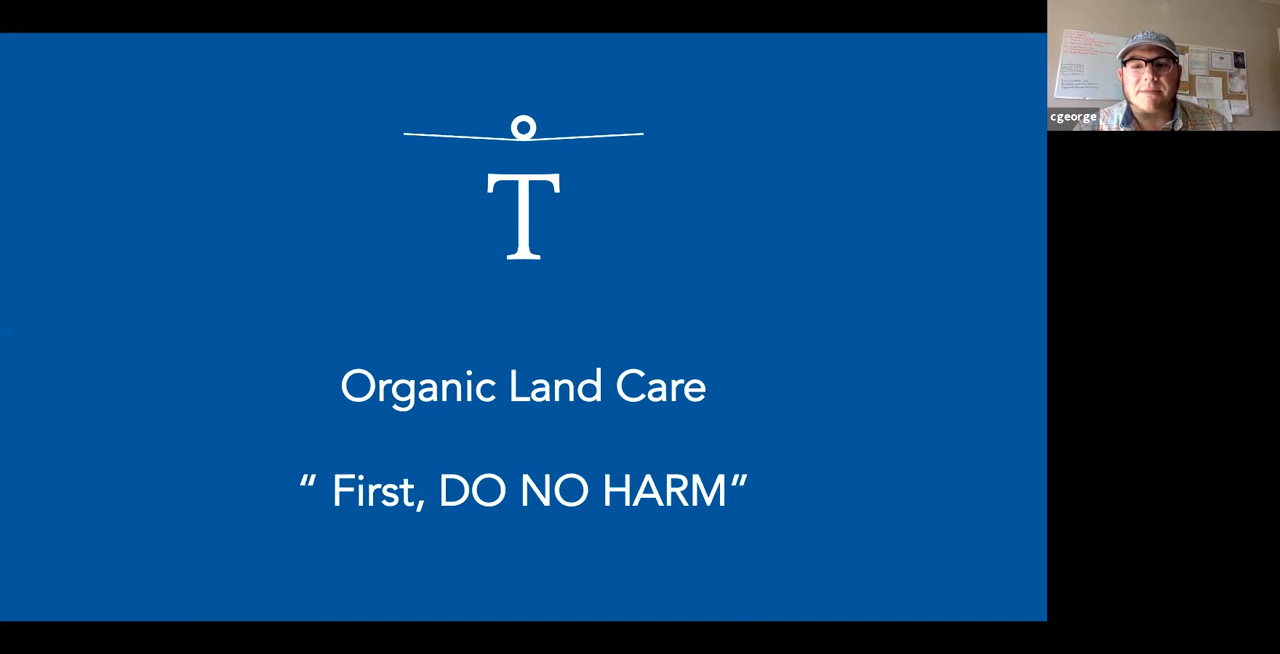 T
Organic Land Care
“ First, DO NO HARM”
cgeorge